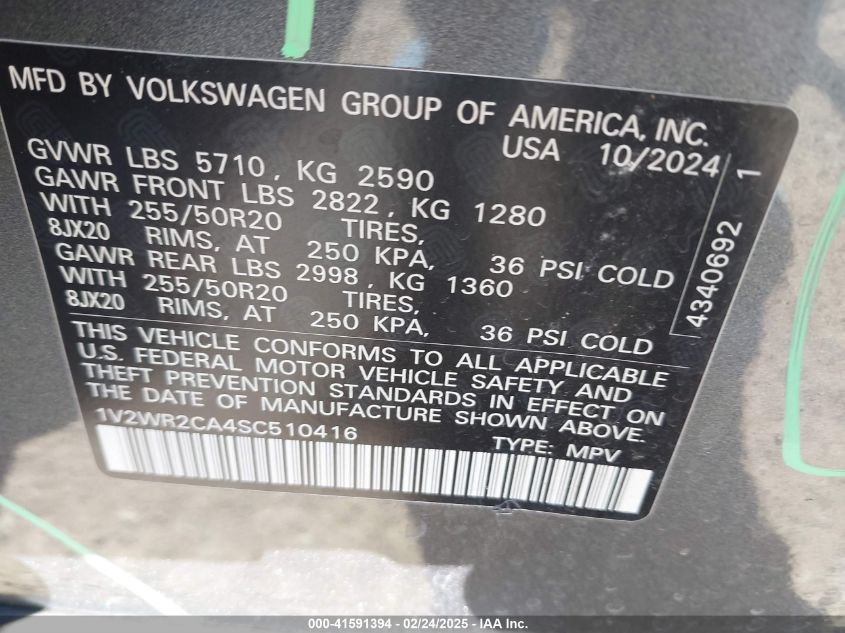 MFD BY VOLKSWAGEN GROUP OF AMERICA, INC.
USA 10/2024
GVWR LBS 5710, KG 2590
GAWR FRONT LBS 2822, KG 1280
WITH 255/50R20 TIRES,
8JX20 RIMS, AT 250 KPA, 36 PSI COLD
GAWR REAR LBS 2998, KG 1360
WITH 255/50R20 TIRES,
8JX20 RIMS, AT 250 KPA, 36 PSI COLD
THIS VEHICLE CONFORMS TO ALL APPLICABLE
U.S. FEDERAL MOTOR VEHICLE SAFETY AND
THEFT PREVENTION STANDARDS IN EFFECT ON
THE DATE OF MANUFACTURE SHOWN ABOVE.
1V2WR2CA4SC510416 TYPE: MPV
4340692 1
000-41591394 - 02/24/2025 - IAA Inc.